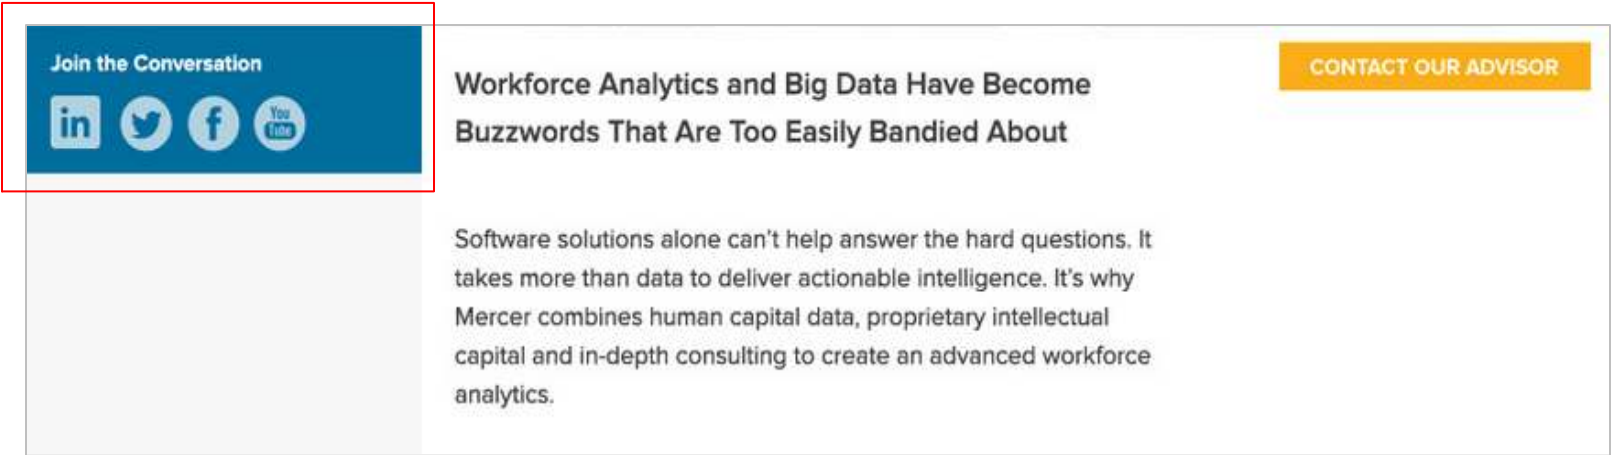 Join the Conversation
in f You Tube
Workforce Analytics and Big Data Have Become
Buzzwords That Are Too Easily Bandied About
CONTACT OUR ADVISOR
Software solutions alone can't help answer the hard questions. It
takes more than data to deliver actionable intelligence. It's why
Mercer combines human capital data, proprietary intellectual
capital and in-depth consulting to create an advanced workforce
analytics.